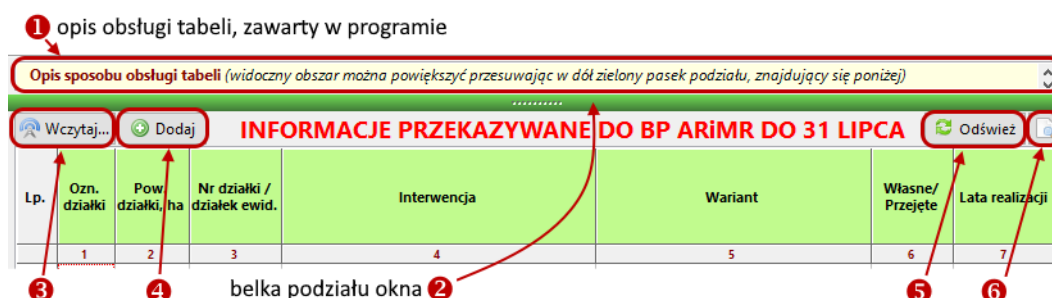 1 opis obsługi tabeli, zawarty w programie
Opis sposobu obsługi tabeli (widoczny obszar można powiększyć przesuwając w dół zielony pasek podziału, znajdujący się poniżej)
Wczytaj... Dodaj INFORMACJE PRZEKAZYWANE DO BP ARiMR DO 31 LIPCA Odśwież
Lp. Ozn. działki Pow. działki, ha Nr działki / działek ewid. Interwencja Wariant Własne/ Przejęte Lata realizacji
1 2 3 4 5 6 7
3 4 belka podziału okna 2 5 6